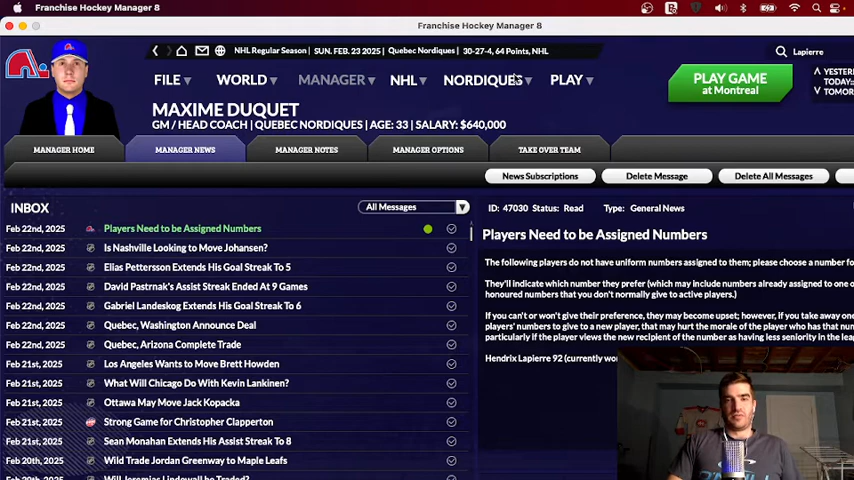 Franchise Hockey Manager 8
Franchise Hockey Manager 8
NHL Regular Season | SUN. FEB. 23 2025 | Quebec Nordiques | 30-27-4, 64 Points, NHL
Lapierre
FILE WORLD MANAGER NHL NORDIQUES PLAY
PLAY GAME
at Montreal
YESTER
TODAY:
TOMOR
MAXIME DUQUET
GM / HEAD COACH | QUEBEC NORDIQUES | AGE: 33 | SALARY: $640,000
MANAGER HOME MANAGER NEWS MANAGER NOTES MANAGER OPTIONS TAKE OVER TEAM
News Subscriptions Delete Message Delete All Messages
INBOX All Messages
ID: 47030 Status: Read Type: General News
Feb 22nd, 2025 Players Need to be Assigned Numbers
Feb 22nd, 2025 Is Nashville Looking to Move Johansen?
Feb 22nd, 2025 Elias Pettersson Extends His Goal Streak To 5
Feb 22nd, 2025 David Pastrnak's Assist Streak Ended At 9 Games
Feb 22nd, 2025 Gabriel Landeskog Extends His Goal Streak To 6
Feb 22nd, 2025 Quebec, Washington Announce Deal
Feb 22nd, 2025 Quebec, Arizona Complete Trade
Feb 21st, 2025 Los Angeles Wants to Move Brett Howden
Feb 21st, 2025 What Will Chicago Do With Kevin Lankinen?
Feb 21st, 2025 Ottawa May Move Jack Kopacka
Feb 21st, 2025 Strong Game for Christopher Clapperton
Feb 21st, 2025 Sean Monahan Extends His Assist Streak To 8
Feb 20th, 2025 Wild Trade Jordan Greenway to Maple Leafs
Feb 20th, 2025 Will Jeremias Lindewall be Traded?
Players Need to be Assigned Numbers
The following players do not have uniform numbers assigned to them; please choose a number fo
They'll indicate which number they prefer (which may include numbers already assigned to one o
honoured numbers that you don't normally give to active players.)
If you can't or won't give their preference, they may become upset; however, if you take away one
players' numbers to give to a new player, that may hurt the morale of the player who has that nu
particularly if the player views the new recipient of the number as having less seniority in the lea
Hendrix Lapierre 92 (currently wo